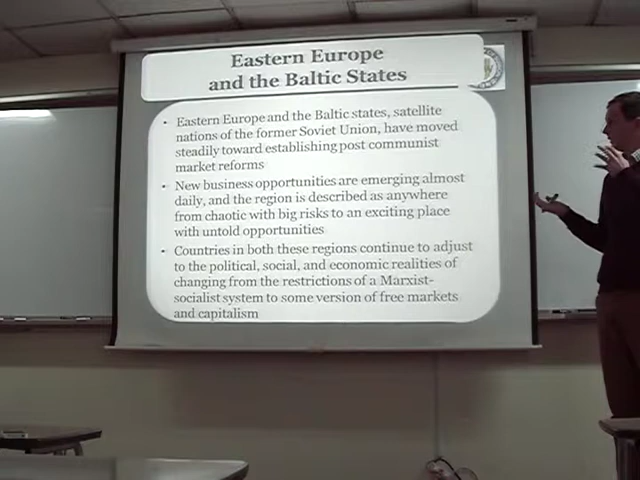 Eastern Europe
and the Baltic States
• Eastern Europe and the Baltic states, satellite
nations of the former Soviet Union, have moved
steadily toward establishing post communist
market reforms
• New business opportunities are emerging almost
daily, and the region is described as anywhere
from chaotic with big risks to an exciting place
with untold opportunities
• Countries in both these regions continue to adjust
to the political, social, and economic realities of
changing from the restrictions of a Marxist-
socialist system to some version of free markets
and capitalism